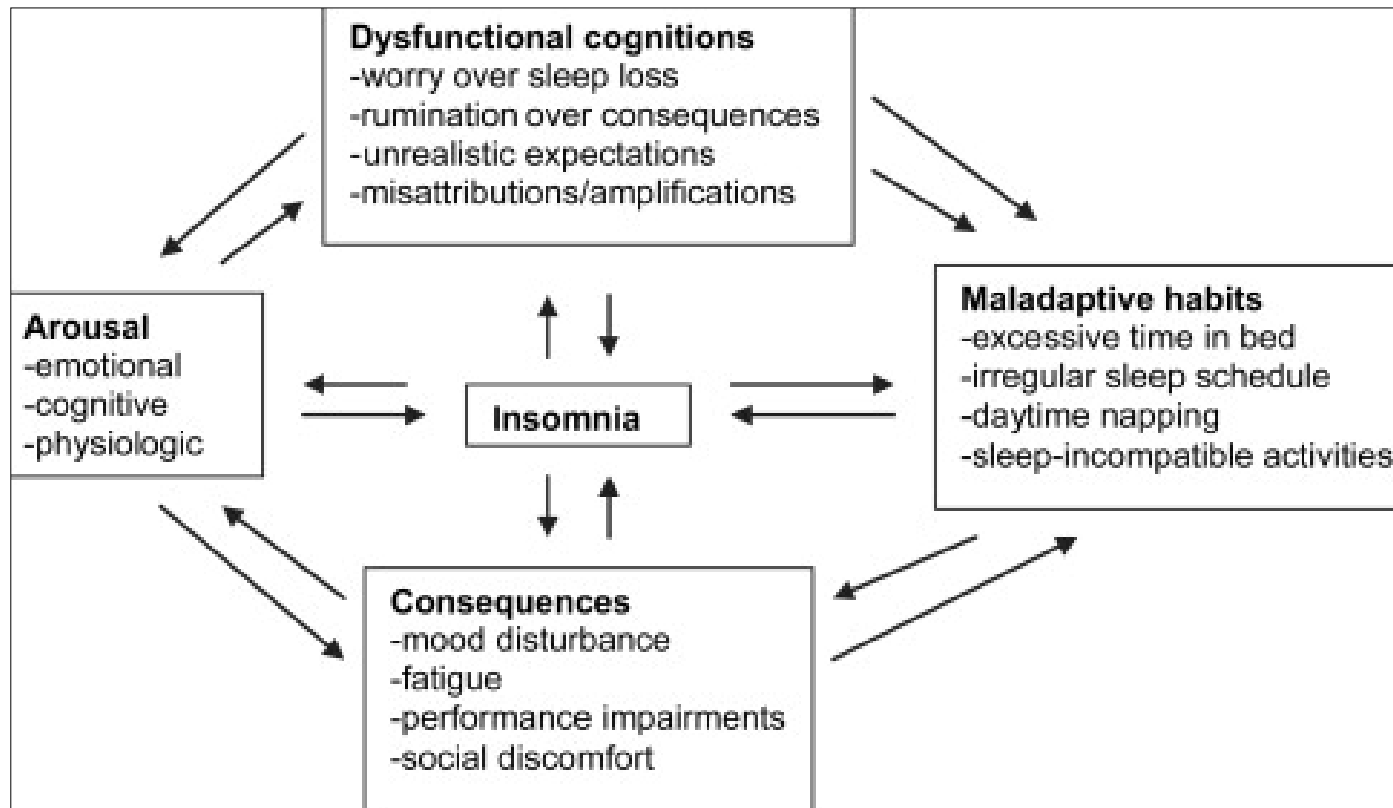 Dysfunctional cognitions
-worry over sleep loss
-rumination over consequences
-unrealistic expectations
-misattributions/amplifications
Arousal
-emotional
-cognitive
-physiologic
Insomnia
Maladaptive habits
-excessive time in bed
-irregular sleep schedule
-daytime napping
-sleep-incompatible activities
Consequences
-mood disturbance
-fatigue
-performance impairments
-social discomfort